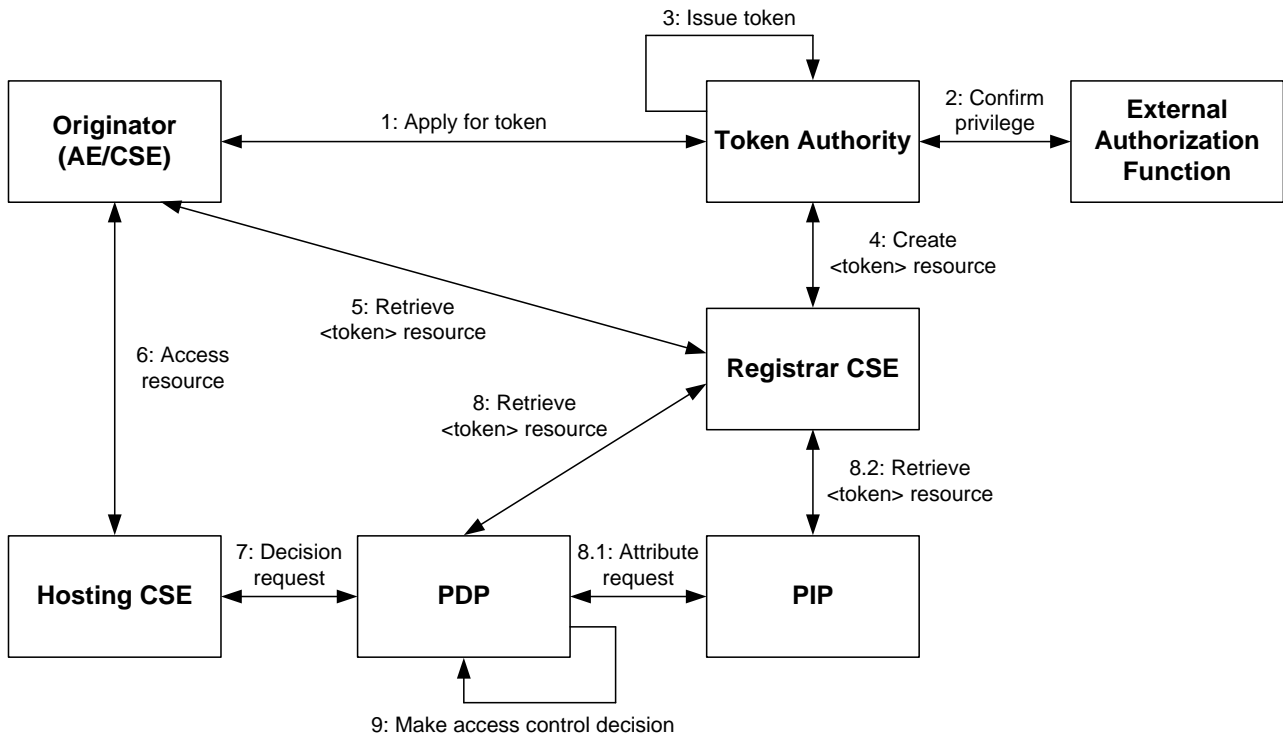 3: Issue token
Originator
(AE/CSE)
1: Apply for token
Token Authority
2: Confirm
privilege
External
Authorization
Function
4: Create
<token> resource
5: Retrieve
<token> resource
6: Access
resource
Registrar CSE
8: Retrieve
<token> resource
8.2: Retrieve
<token> resource
Hosting CSE
7: Decision
request
PDP
8.1: Attribute
request
PIP
9: Make access control decision